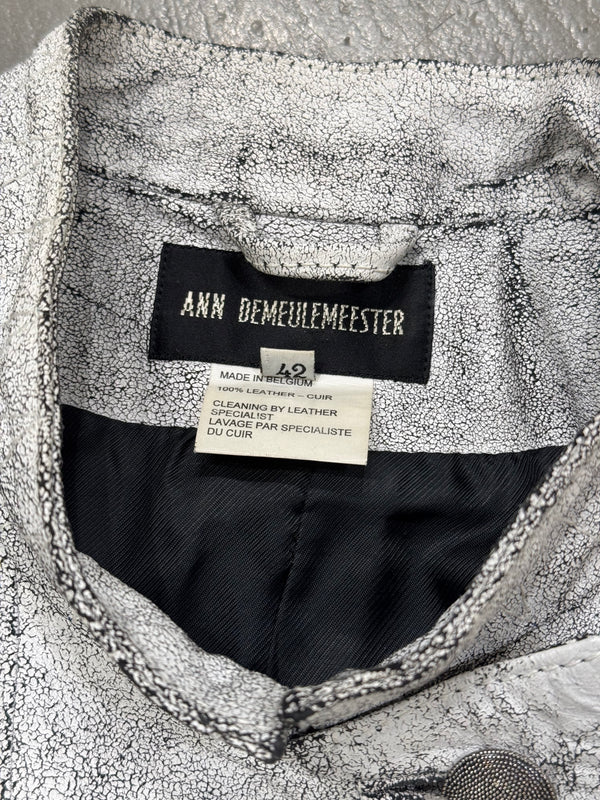 ANN DEMEULEMEESTER
42
MADE IN BELGIUM
100% LEATHER – CUIR
CLEANING BY LEATHER
SPECIALIST
LAVAGE PAR SPECIALISTE
DU CUIR